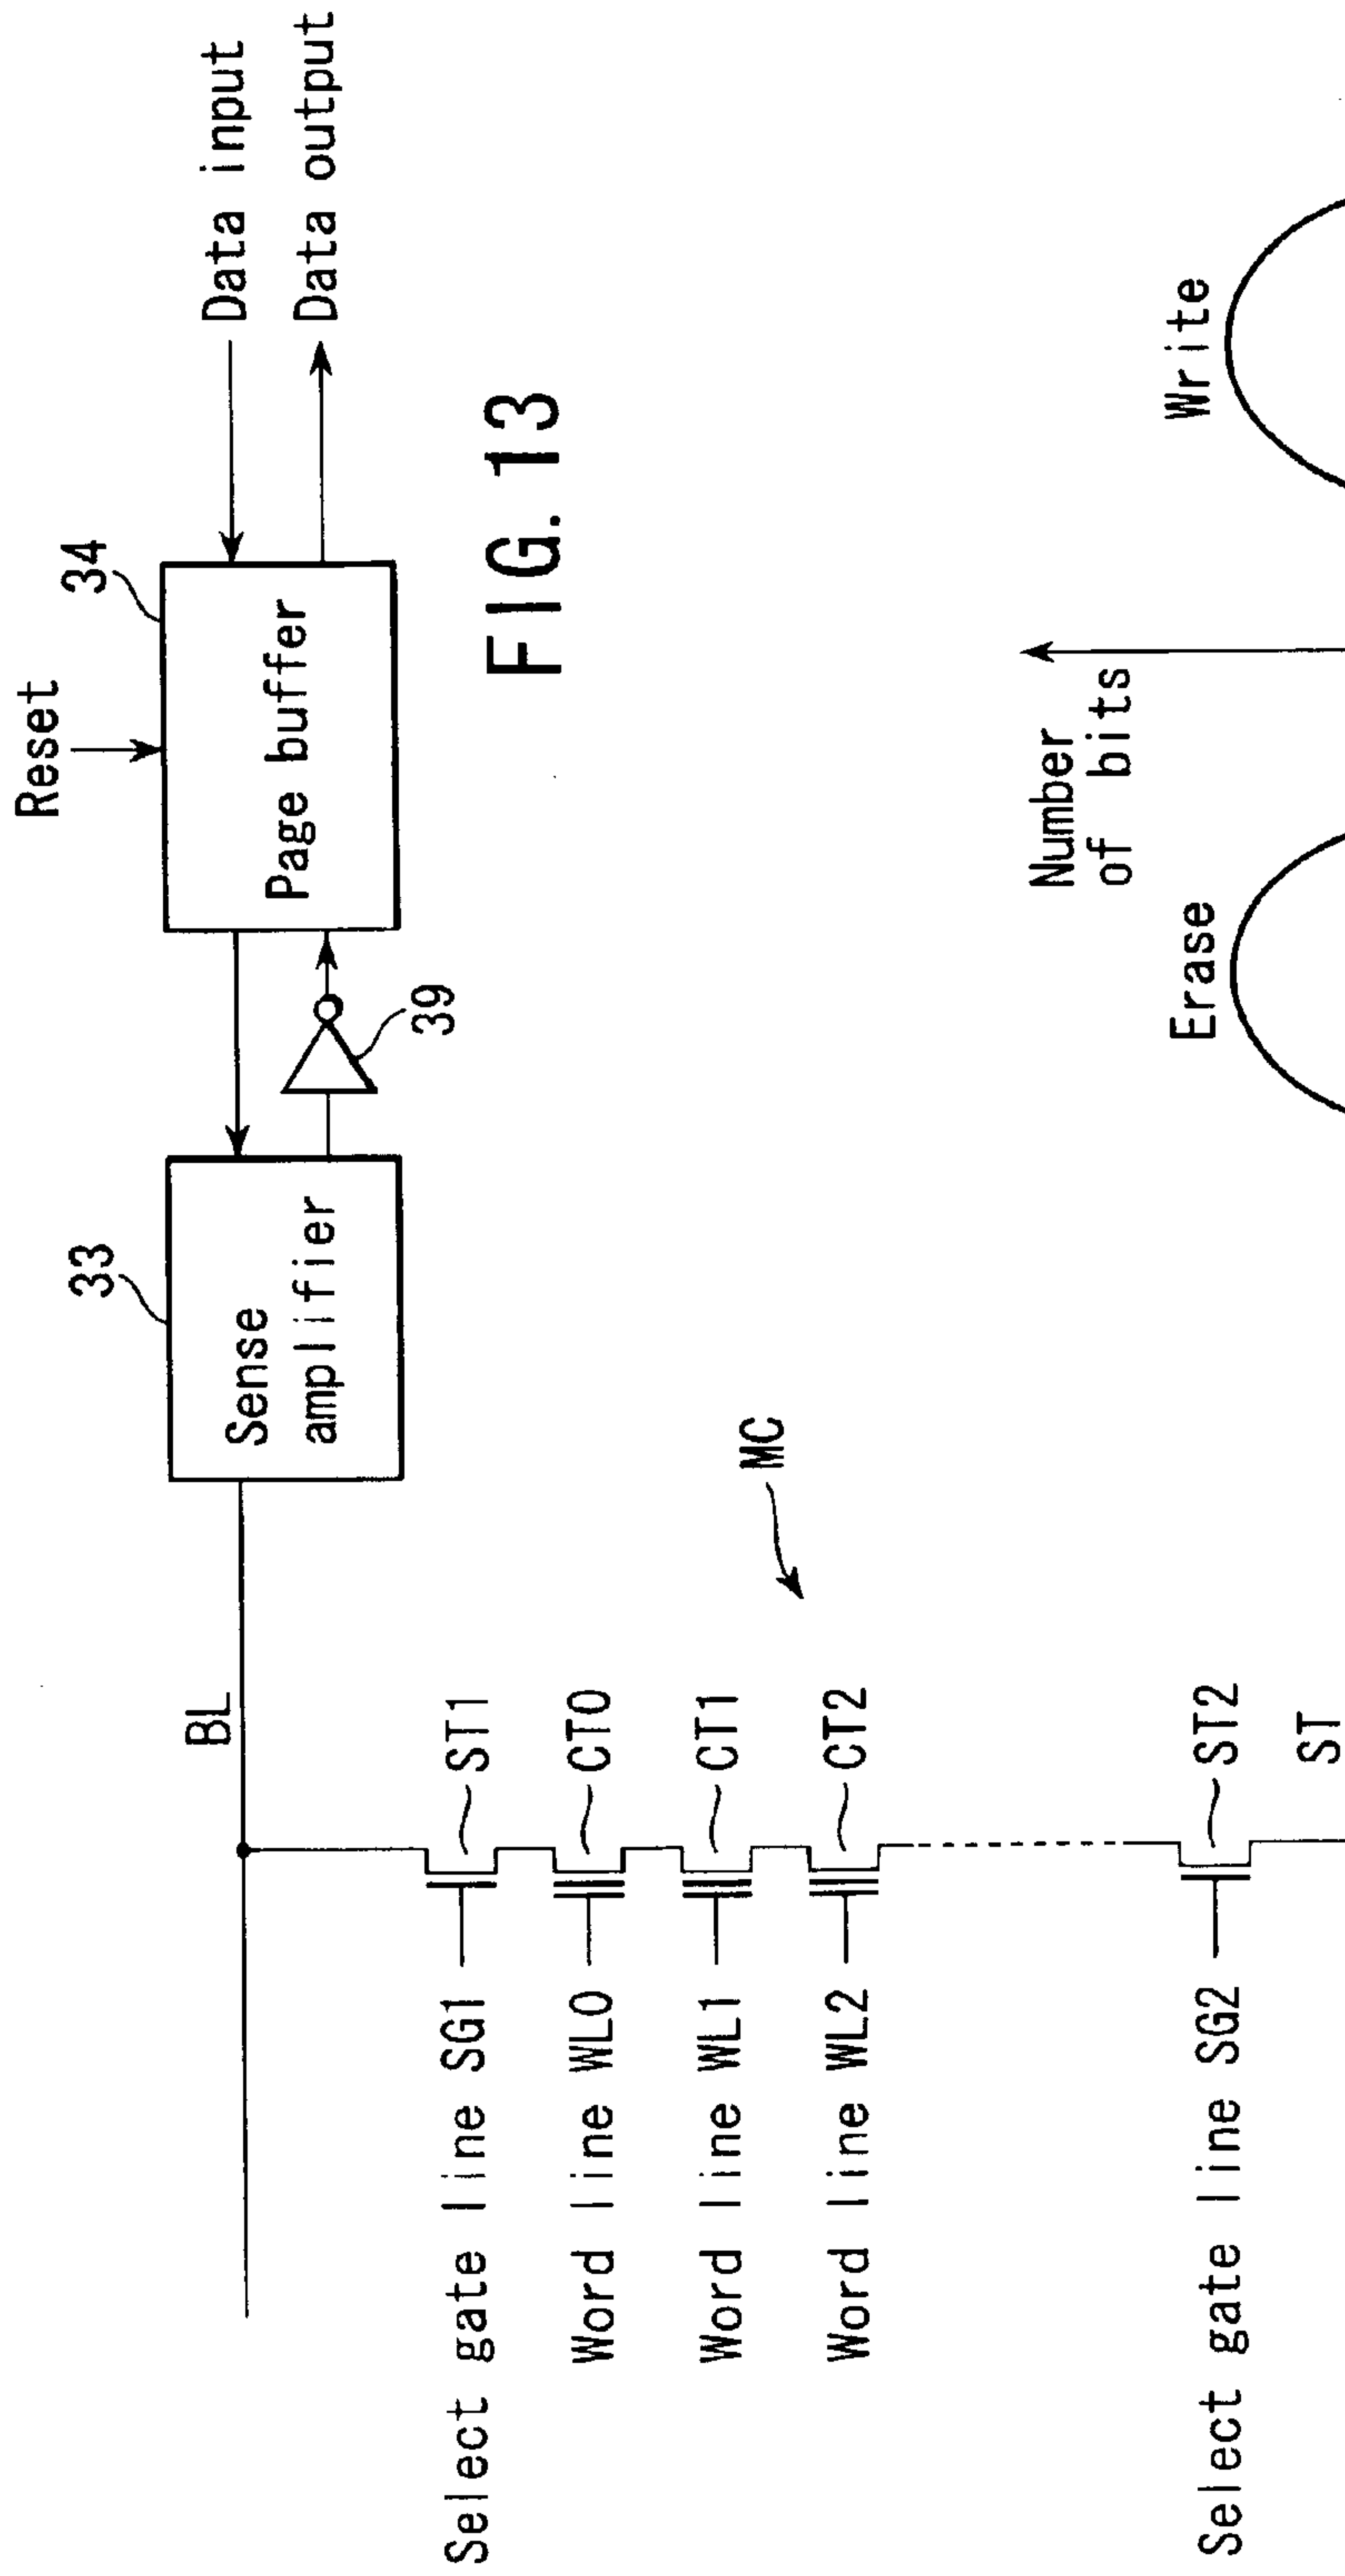 Reset
34
Data input
Data output
Page buffer
33
Sense
amplifier
39
BL
FIG. 13
Select gate line SG1
ST1
Word line WL0
CT0
Word line WL1
CT1
MC
Word line WL2
CT2
Select gate line SG2
ST2
ST
Number
of bits
Erase
Write